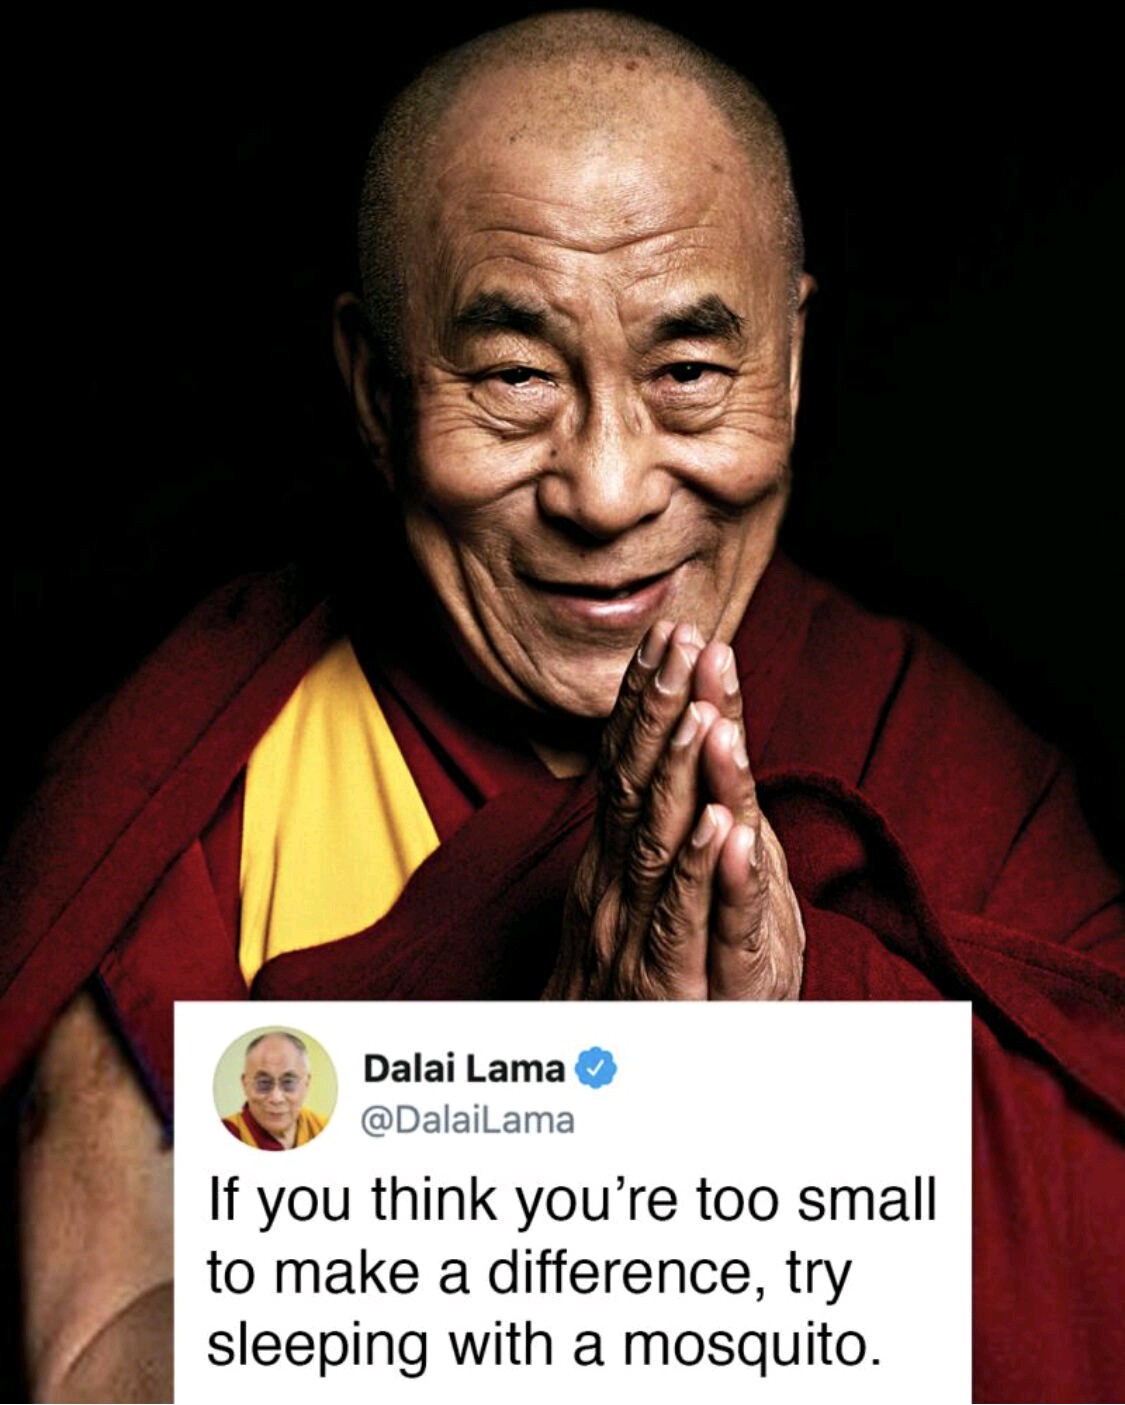 Dalai Lama
@DalaiLama
If you think you’re too small
to make a difference, try
sleeping with a mosquito.